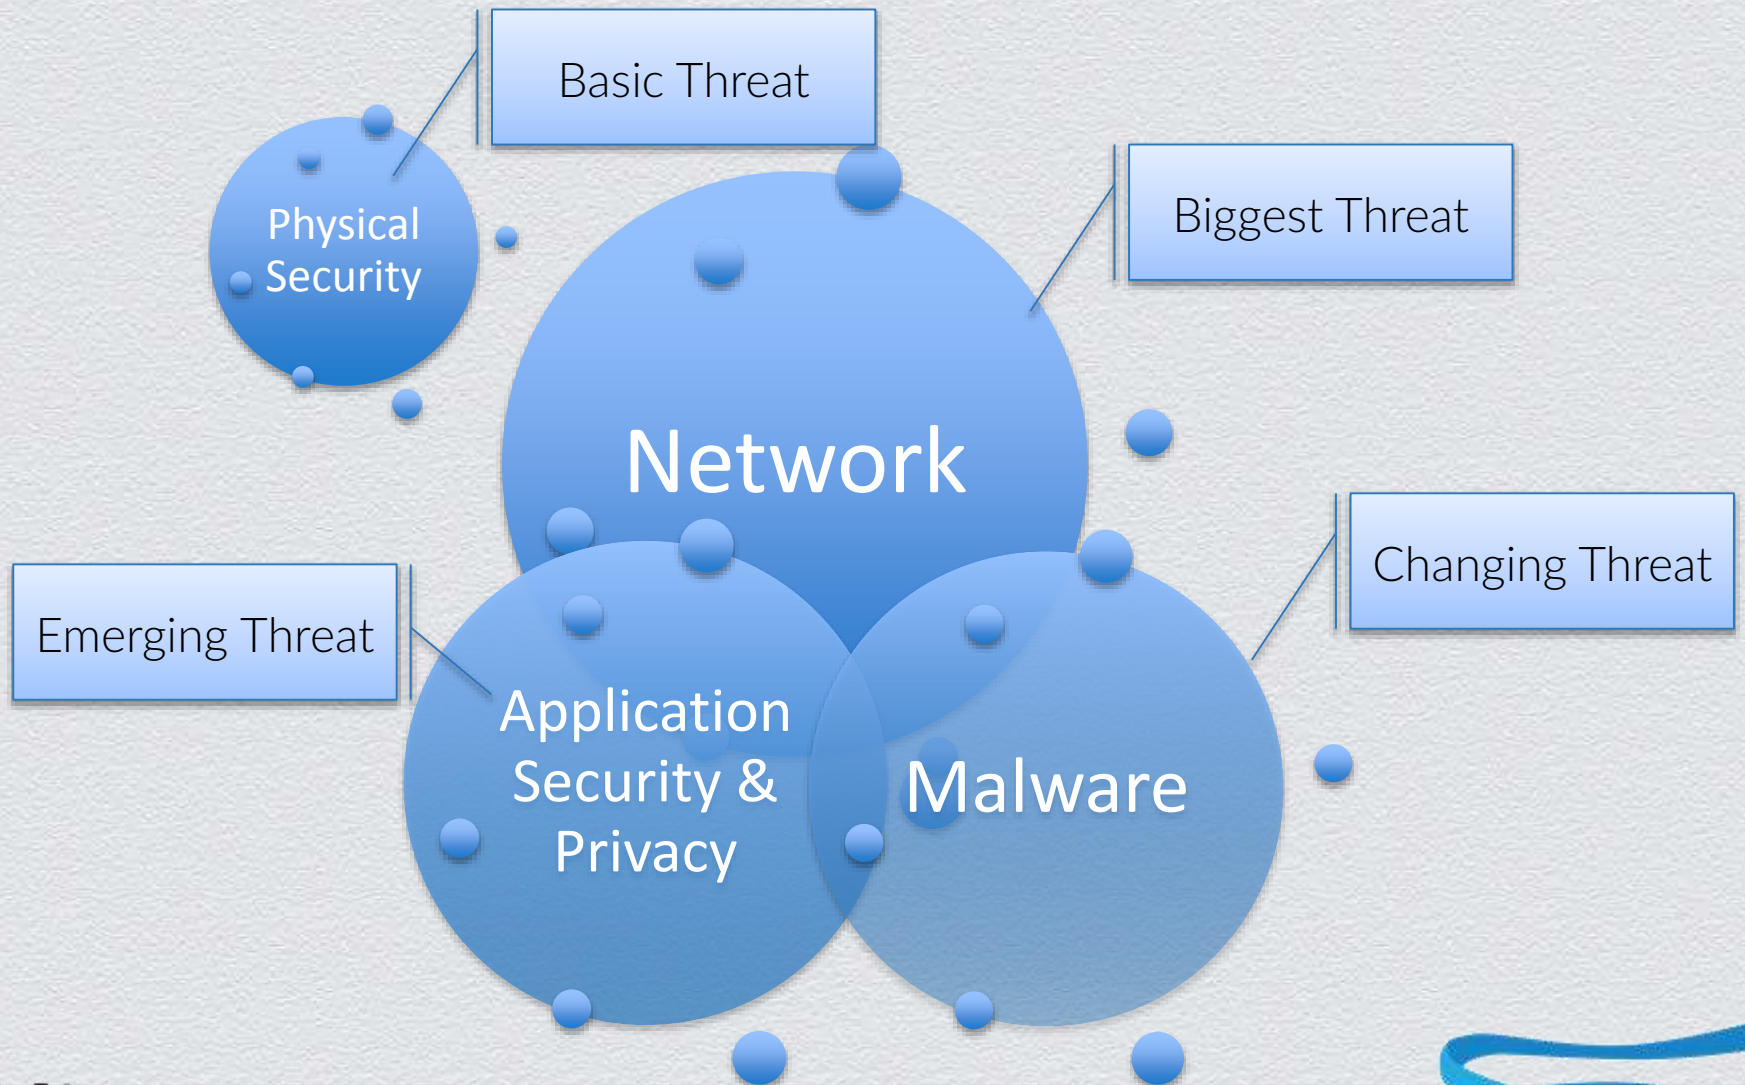 Basic Threat
Physical
Security
Biggest Threat
Network
Changing Threat
Emerging Threat
Application
Security &
Privacy
Malware